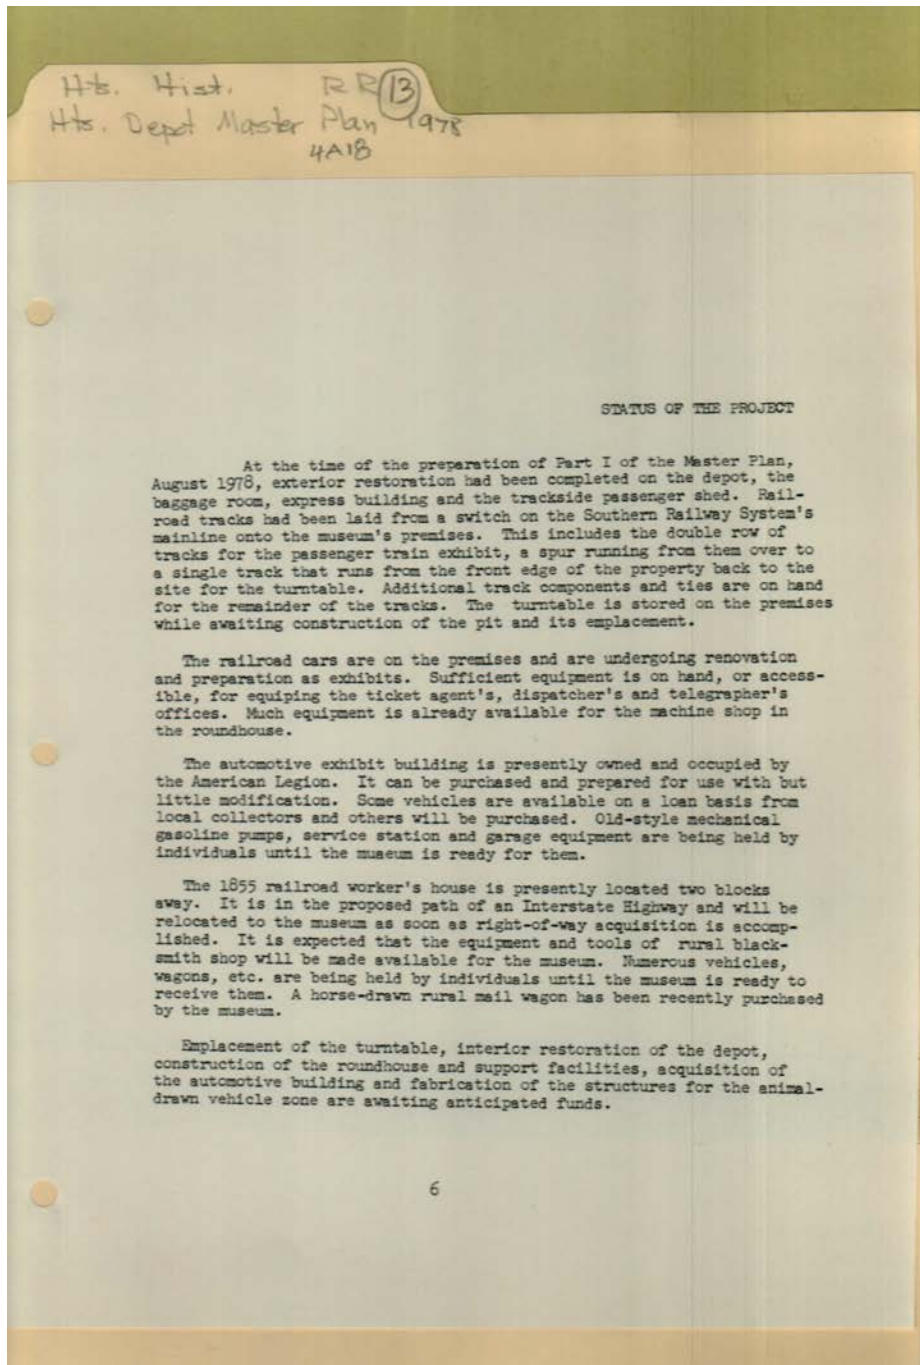 Hts. Hist. RR 13
Hts. Depot Master Plan 1978
4A18
STATUS OF THE PROJECT
At the time of the preparation of Part I of the Master Plan,
August 1978, exterior restoration had been completed on the depot, the
baggage room, express building and the trackside passenger shed. Rail-
road tracks had been laid from a switch on the Southern Railway System's
mainline onto the museum's premises. This includes the double row of
tracks for the passenger train exhibit, a spur running from them over to
a single track that runs from the front edge of the property back to the
site for the turntable. Additional track components and ties are on hand
for the remainder of the tracks. The turntable is stored on the premises
while awaiting construction of the pit and its emplacement.
The railroad cars are on the premises and are undergoing renovation
and preparation as exhibits. Sufficient equipment is on hand, or access-
ible, for equiping the ticket agent's, dispatcher's and telegrapher's
offices. Much equipment is already available for the machine shop in
the roundhouse.
The automotive exhibit building is presently owned and occupied by
the American Legion. It can be purchased and prepared for use with but
little modification. Some vehicles are available on a loan basis from
local collectors and others will be purchased. Old-style mechanical
gasoline pumps, service station and garage equipment are being held by
individuals until the museum is ready for them.
The 1855 railroad worker's house is presently located two blocks
away. It is in the proposed path of an Interstate Highway and will be
relocated to the museum as soon as right-of-way acquisition is accomp-
lished. It is expected that the equipment and tools of rural black-
smith shop will be made available for the museum. Numerous vehicles,
wagons, etc. are being held by individuals until the museum is ready to
receive them. A horse-drawn rural mail wagon has been recently purchased
by the museum.
Emplacement of the turntable, interior restoration of the depot,
construction of the roundhouse and support facilities, acquisition of
the automotive building and fabrication of the structures for the animal-
drawn vehicle zone are awaiting anticipated funds.
6